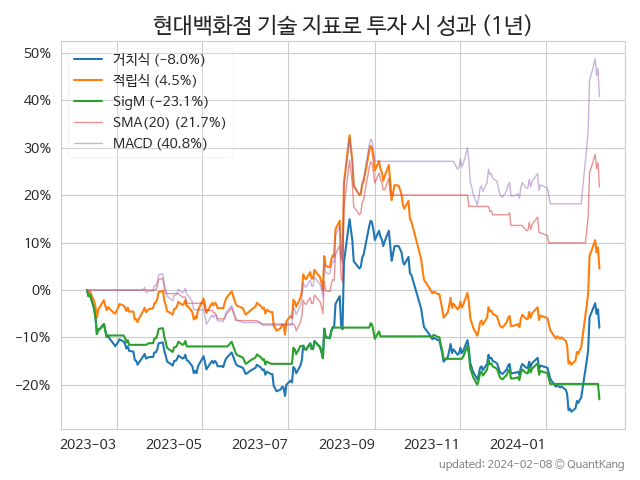 현대백화점 기술 지표로 투자 시 성과 (1년)
50%
40%
30%
20%
10%
0%
−10%
−20%
거치식 (−8.0%)
적립식 (4.5%)
SigM (−23.1%)
SMA(20) (21.7%)
MACD (40.8%)
2023-03
2023-05
2023-07
2023-09
2023-11
2024-01
updated: 2024-02-08 © QuantKang